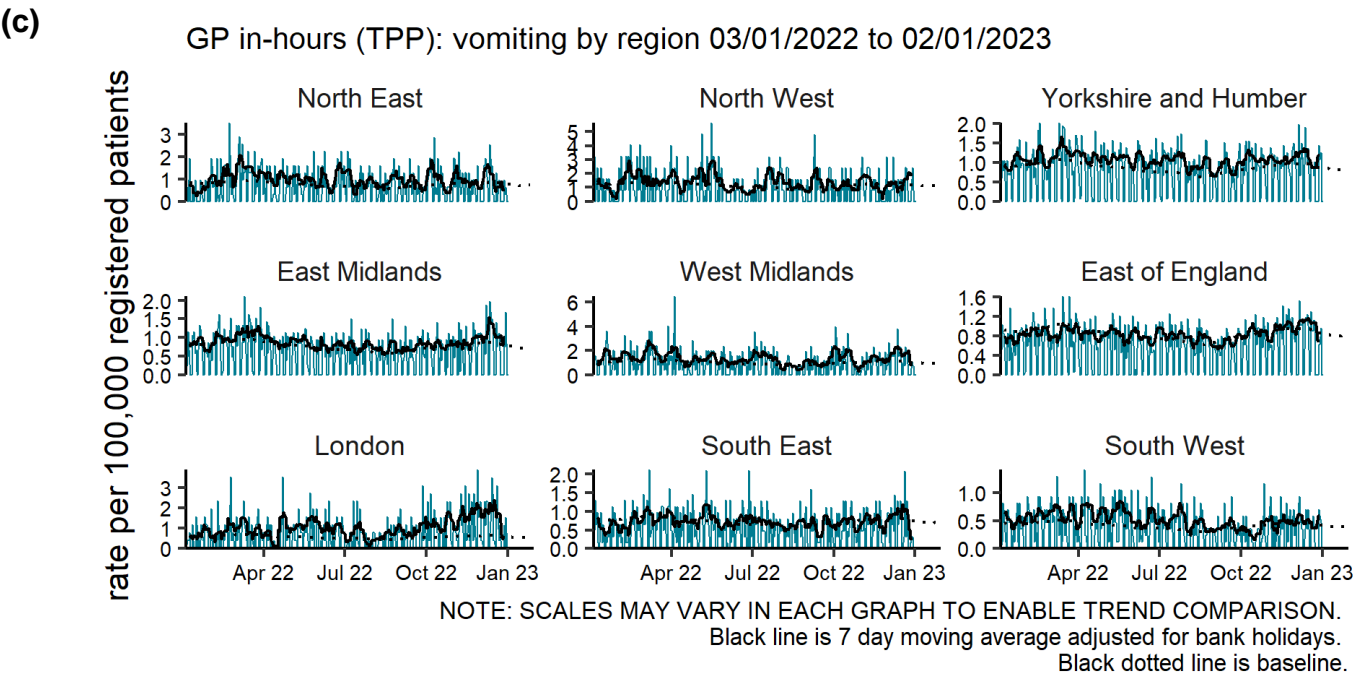 (c)
GP in-hours (TPP): vomiting by region 03/01/2022 to 02/01/2023
rate per 100,000 registered patients
North East
3
2
1
0
North West
5
4
3
2
1
0
Yorkshire and Humber
2.0
1.5
1.0
0.5
0.0
East Midlands
2.0
1.5
1.0
0.5
0.0
West Midlands
6
4
2
0
East of England
1.6
1.2
0.8
0.4
0.0
London
3
2
1
0
Apr 22 Jul 22 Oct 22 Jan 23
South East
2.0
1.5
1.0
0.5
0.0
Apr 22 Jul 22 Oct 22 Jan 23
South West
1.0
0.5
0.0
Apr 22 Jul 22 Oct 22 Jan 23
NOTE: SCALES MAY VARY IN EACH GRAPH TO ENABLE TREND COMPARISON.
Black line is 7 day moving average adjusted for bank holidays.
Black dotted line is baseline.